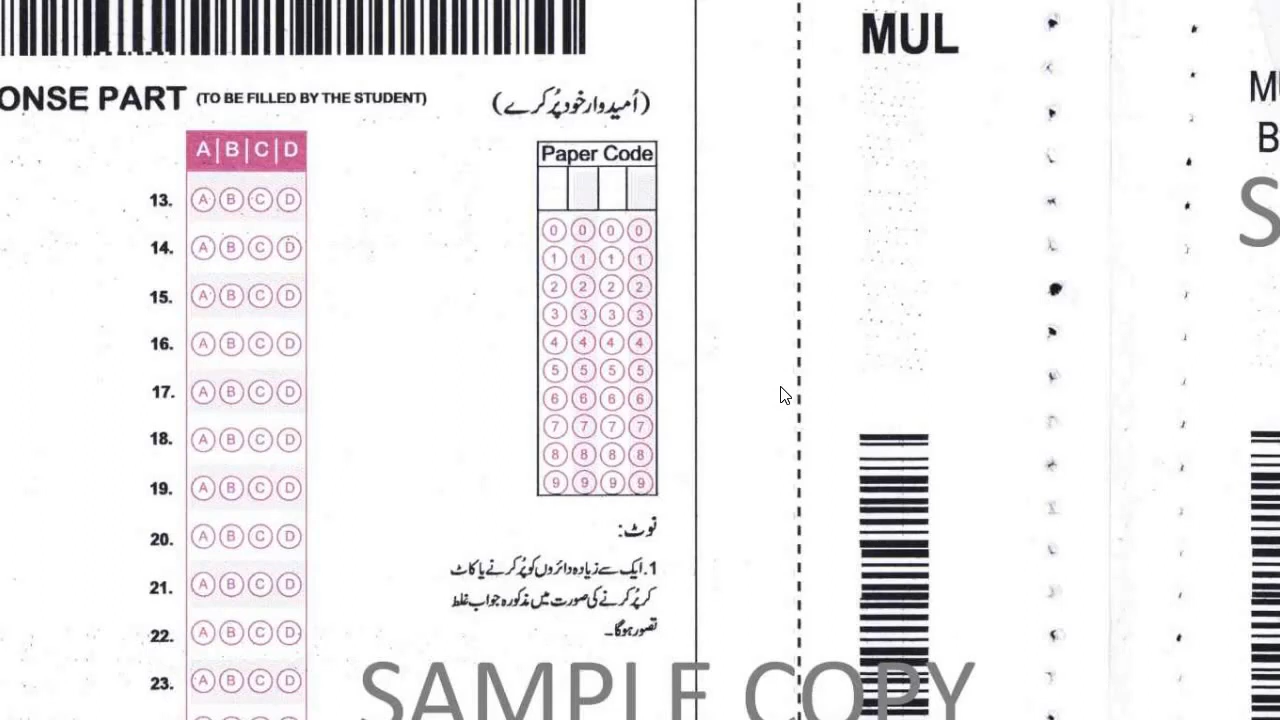 MUL
ONSE PART (TO BE FILLED BY THE STUDENT) (اُمیدوار خود پُر کرے)
A|B|C|D
Paper Code
13. A B C D
14. A B C D
15. A B C D
16. A B C D
17. A B C D
18. A B C D
19. A B C D
20. A B C D
21. A B C D
22. A B C D
23. A B C D
0 0 0 0
1 1 1 1
2 2 2 2
3 3 3 3
4 4 4 4
5 5 5 5
6 6 6 6
7 7 7 7
8 8 8 8
9 9 9 9
نوٹ:
1. ایک سے زیادہ دائروں کو پُر کرنے یا کاٹ
کر پُر کرنے کی صورت میں مذکورہ جواب غلط
تصور ہوگا۔
SAMPLE COPY